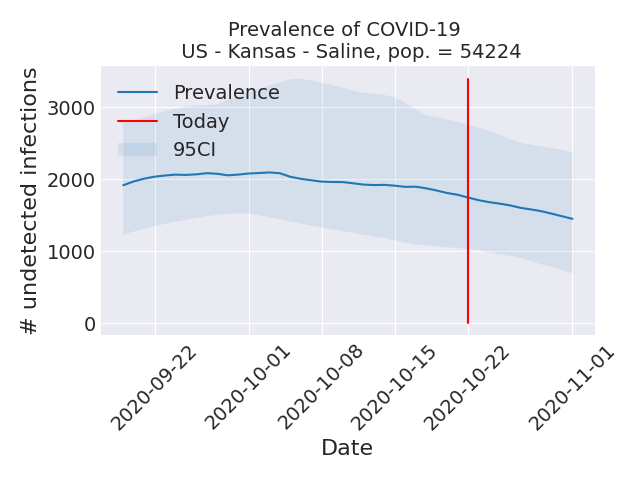 Prevalence of COVID-19
US - Kansas - Saline, pop. = 54224
# undetected infections
3000
2000
1000
0
Prevalence
Today
95CI
2020-09-22
2020-10-01
2020-10-08
2020-10-15
2020-10-22
2020-11-01
Date